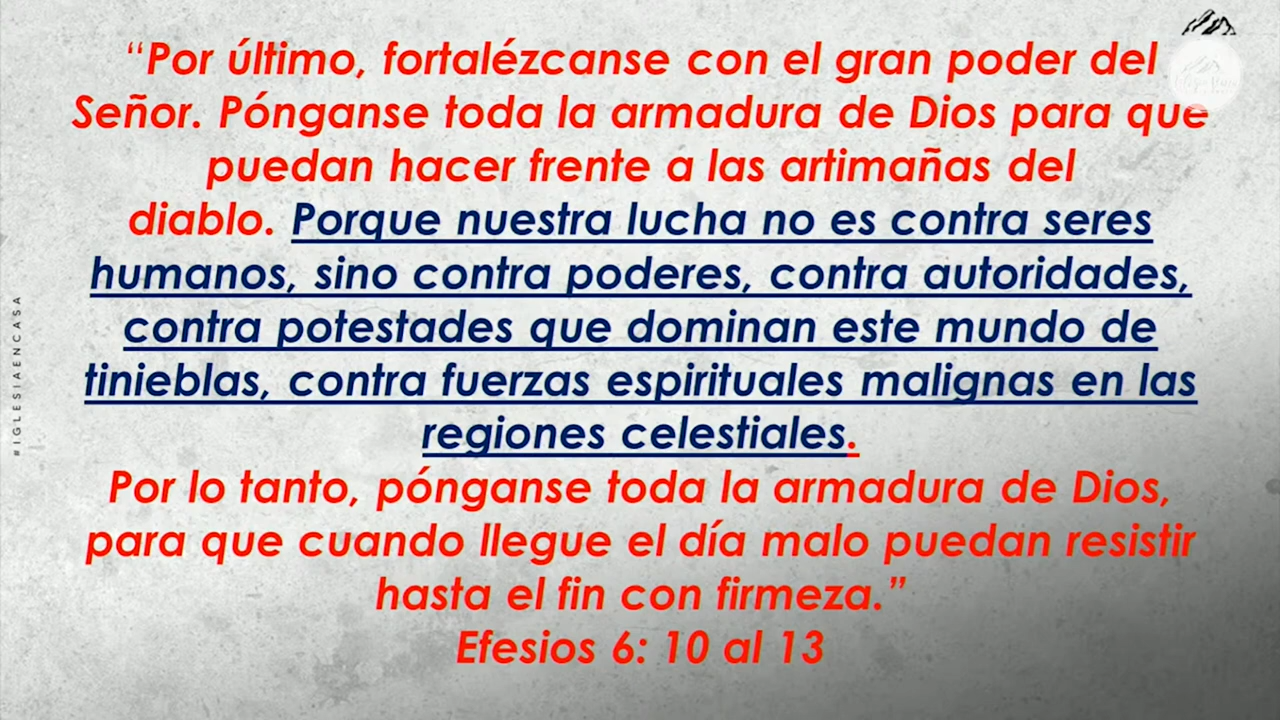 “Por último, fortalézcanse con el gran poder del
Señor. Pónganse toda la armadura de Dios para que
puedan hacer frente a las artimañas del
diablo. Porque nuestra lucha no es contra seres
humanos, sino contra poderes, contra autoridades,
contra potestades que dominan este mundo de
tinieblas, contra fuerzas espirituales malignas en las
regiones celestiales.
Por lo tanto, pónganse toda la armadura de Dios,
para que cuando llegue el día malo puedan resistir
hasta el fin con firmeza.”
Efesios 6: 10 al 13
#IGLESIAENCASA